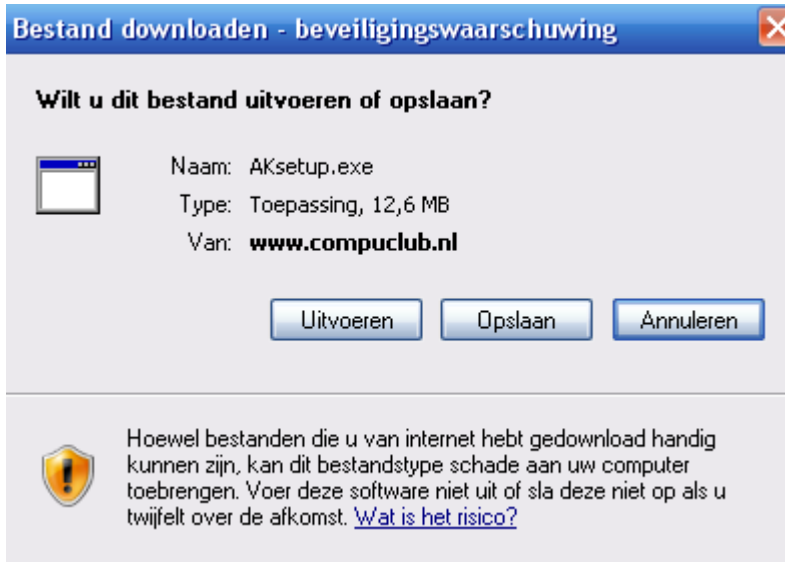 Bestand downloaden - beveiligingswaarschuwing
Wilt u dit bestand uitvoeren of opslaan?
Naam: AKsetup.exe
Type: Toepassing, 12,6 MB
Van: www.compuclub.nl
Uitvoeren Opslaan Annuleren
Hoewel bestanden die u van internet hebt gedownload handig
kunnen zijn, kan dit bestandstype schade aan uw computer
toebrengen. Voer deze software niet uit of sla deze niet op als u
twijfelt over de afkomst. Wat is het risico?